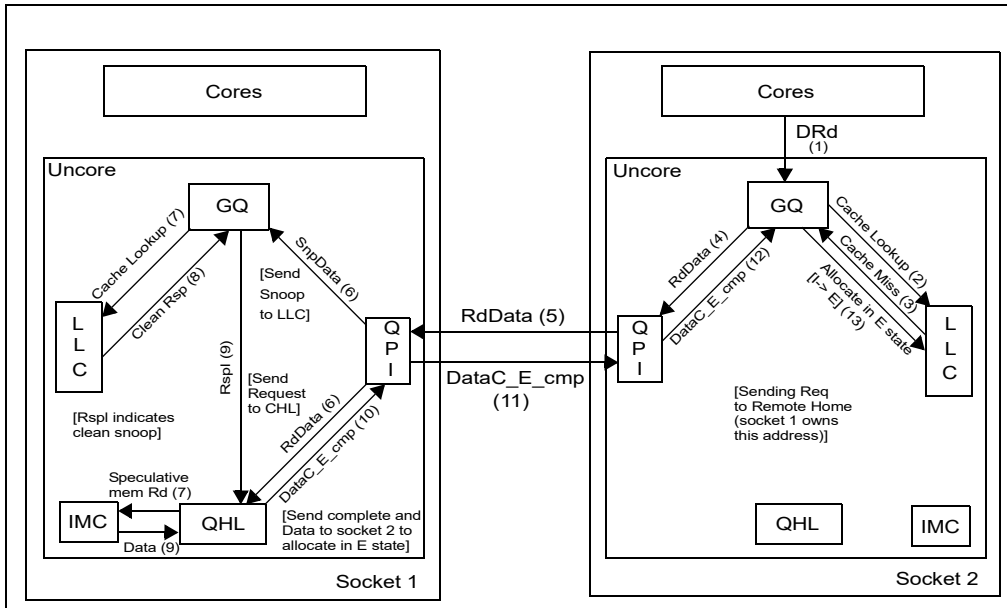 Cores
Uncore
GQ
Cache Lookup (7)
Clean Rsp (8)
SnpData (6)
[Send
Snoop
to LLC]
L
L
C
Q
P
I
RspI (9)
[Send
Request
to CHL]
RdData (6)
DataC_E_cmp (10)
[RspI indicates
clean snoop]
Speculative
mem Rd (7)
IMC
QHL
Data (9)
[Send complete and
Data to socket 2 to
allocate in E state]
Socket 1
RdData (5)
DataC_E_cmp
(11)
Cores
DRd
(1)
Uncore
GQ
RdData (4)
DataC_E_cmp (12)
Cache Lookup (2)
Cache Miss (3)
Allocate in E state
[I-> E] (13)
Q
P
I
L
L
C
[Sending Req
to Remote Home
(socket 1 owns
this address)]
QHL
IMC
Socket 2